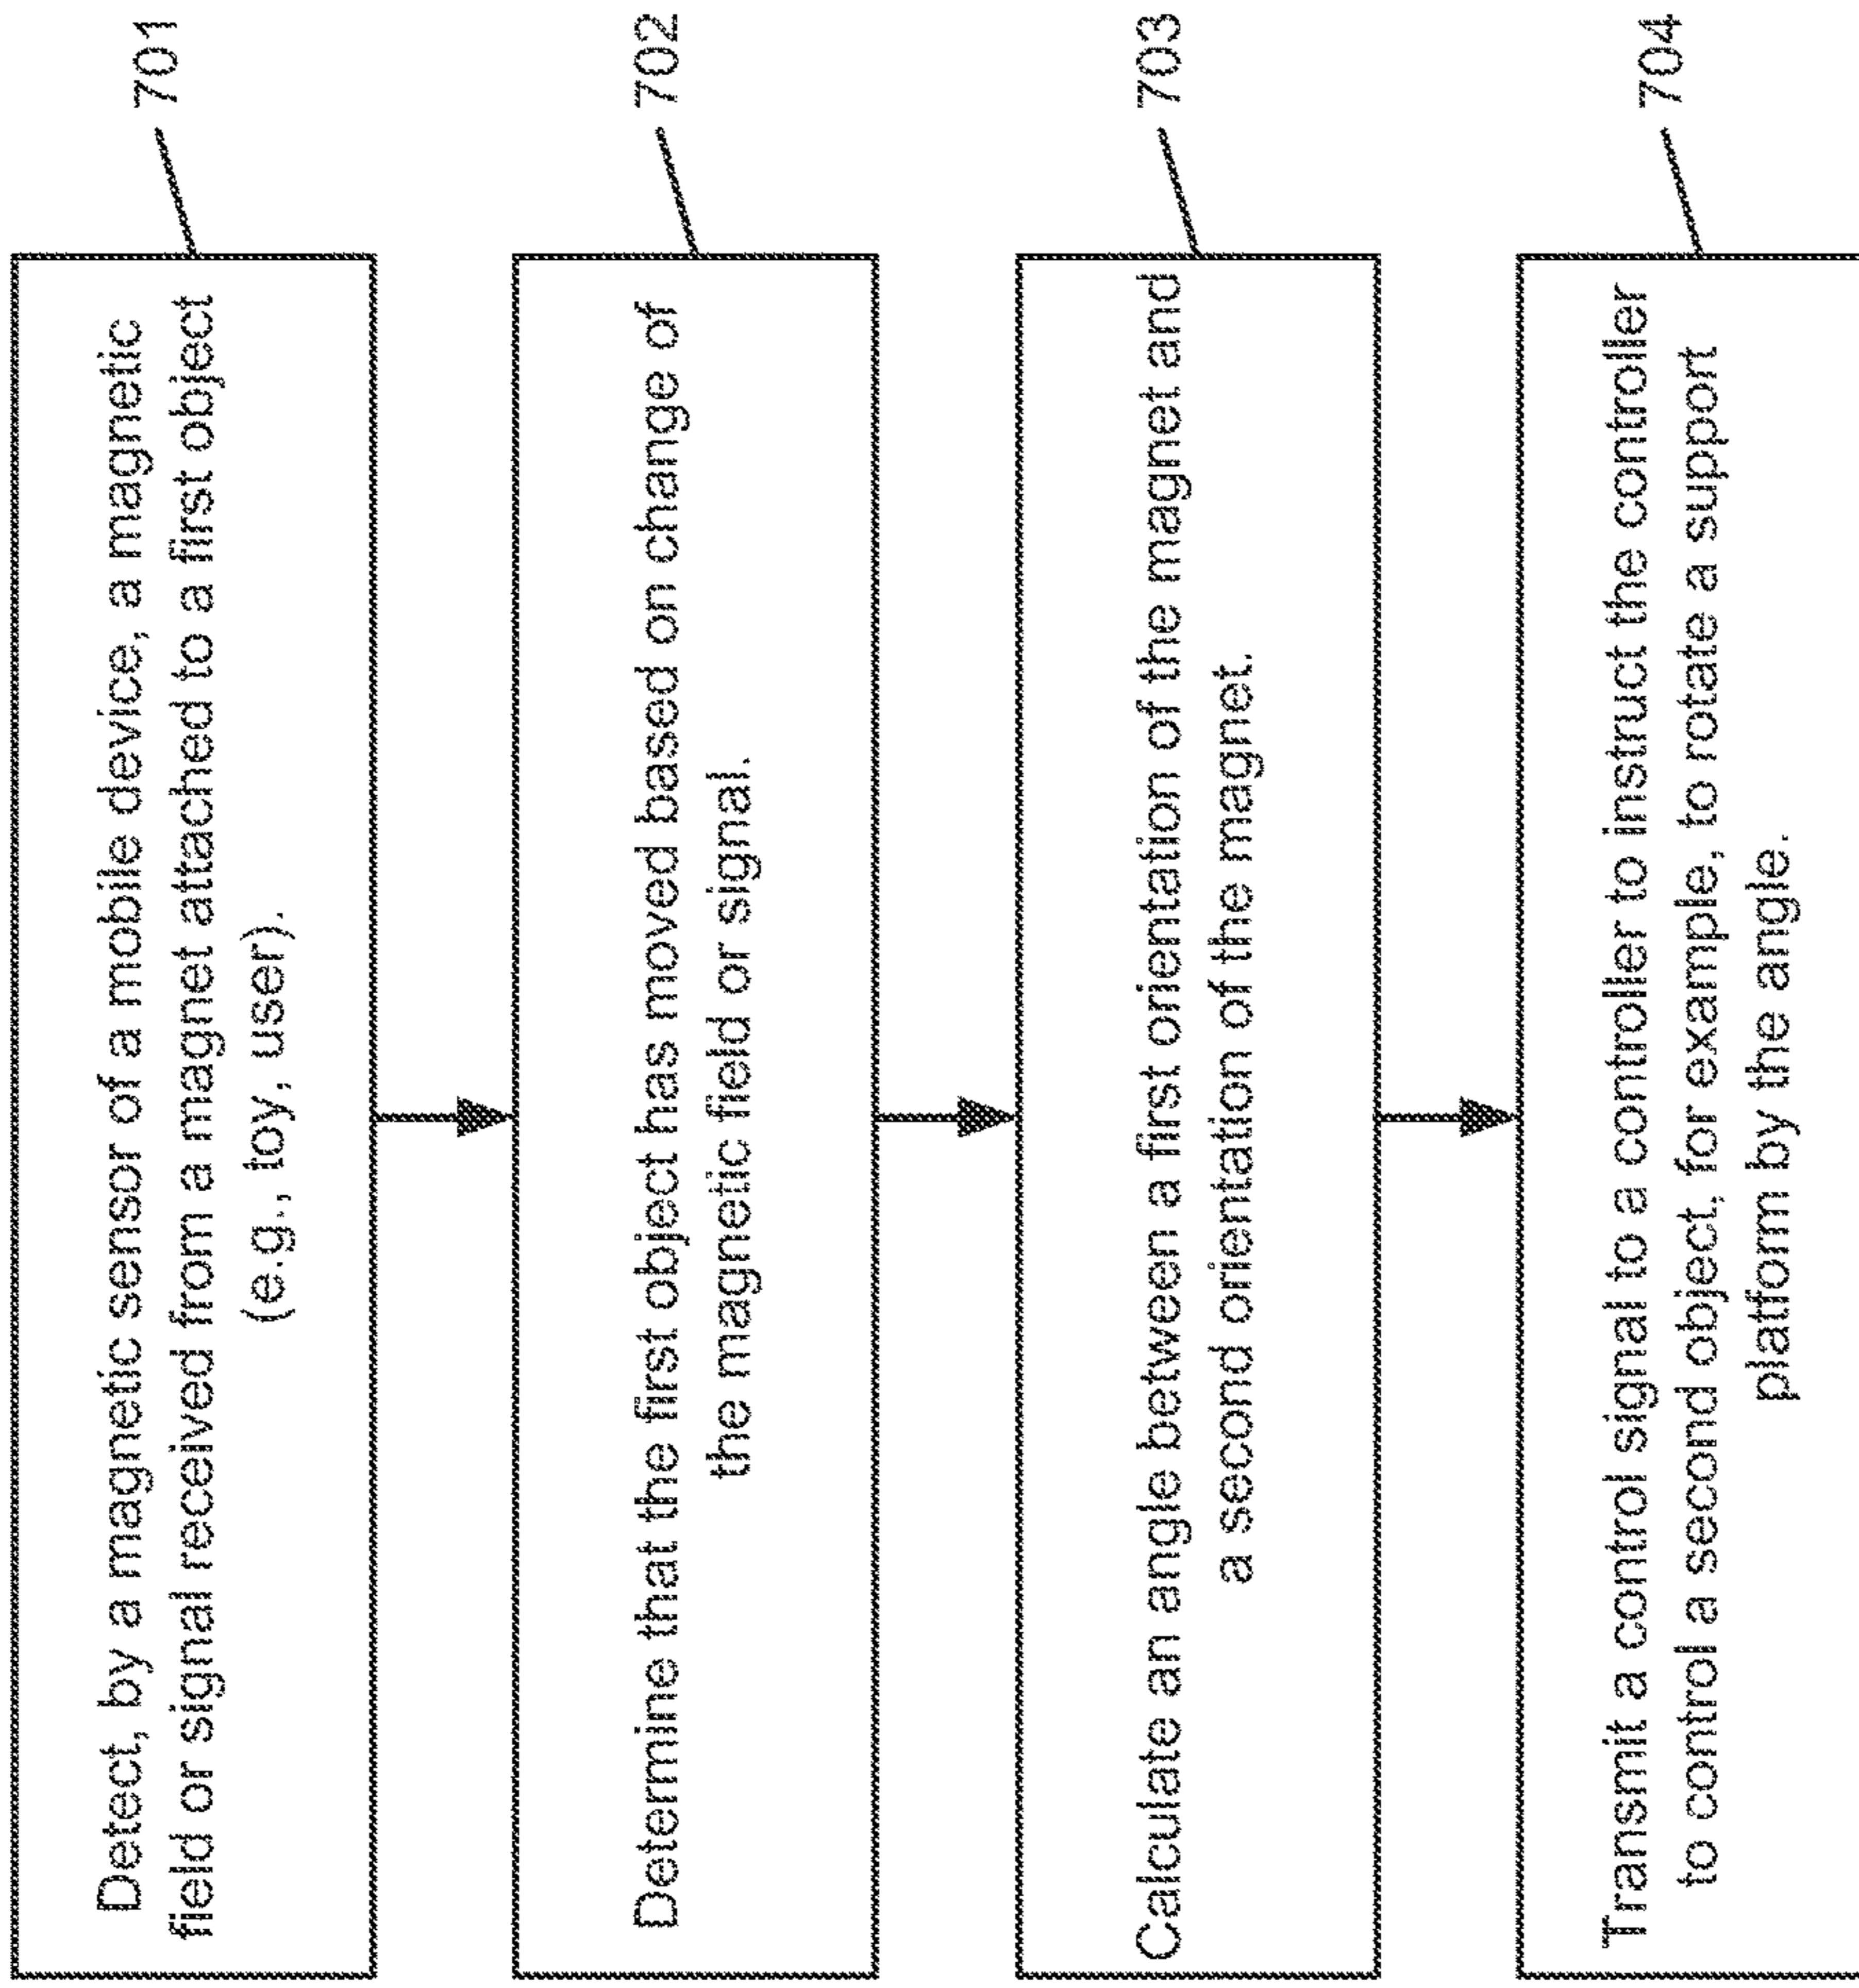 Detect, by a magnetic sensor of a mobile device, a magnetic
field or signal received from a magnet attached to a first object
(e.g., toy, user).
701
Determine that the first object has moved based on change of
the magnetic field or signal.
702
Calculate an angle between a first orientation of the magnet and
a second orientation of the magnet.
703
Transmit a control signal to a controller to instruct the controller
to control a second object, for example, to rotate a support
platform by the angle.
704